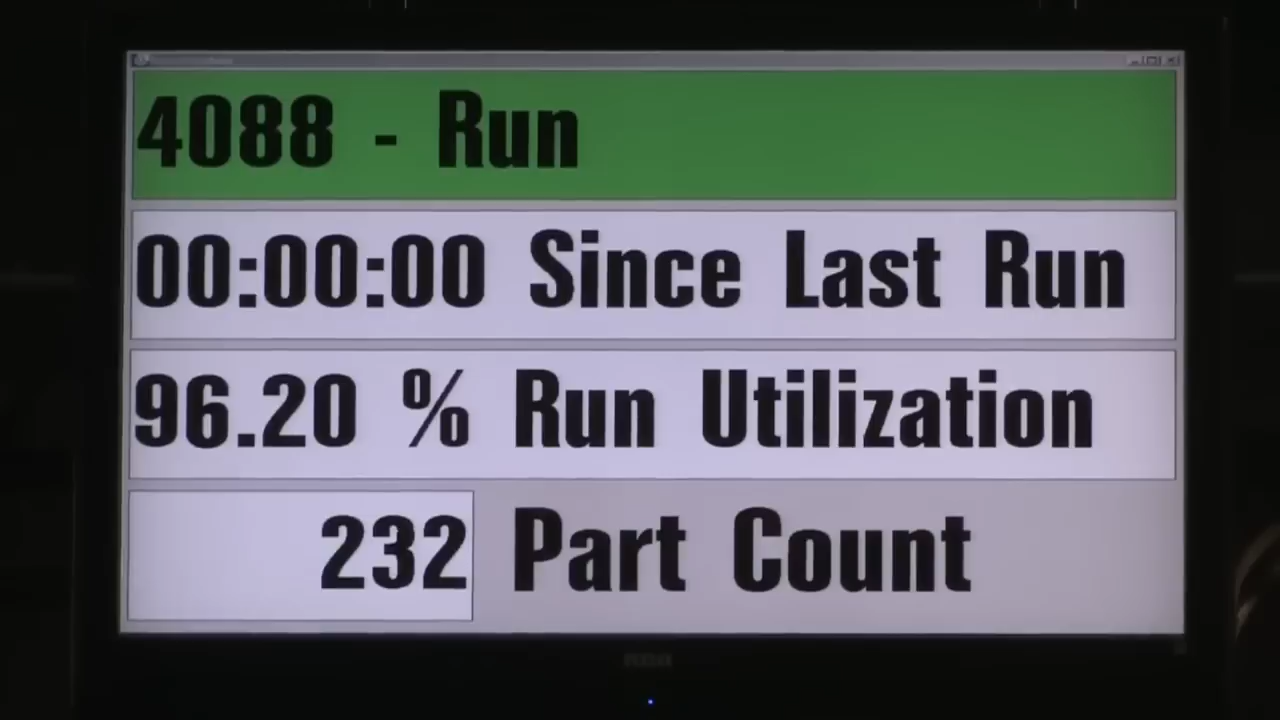 4088 - Run
00:00:00 Since Last Run
96.20 % Run Utilization
232 Part Count